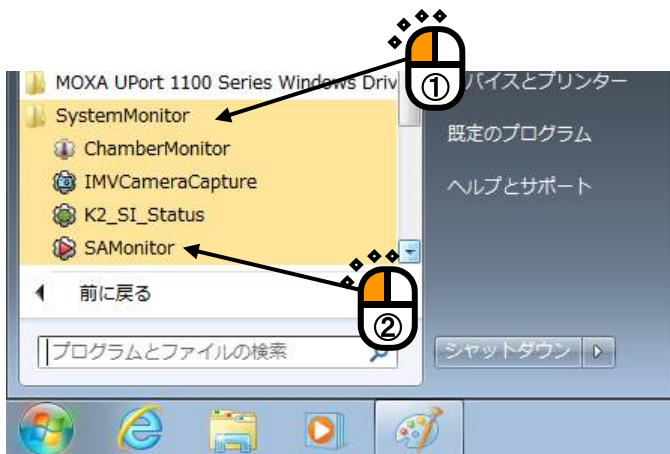 MOXA UPort 1100 Series Windows Driv
SystemMonitor
ChamberMonitor
IMVCameraCapture
K2_SI_Status
SAMonitor
前に戻る
プログラムとファイルの検索
バイスとプリンター
既定のプログラム
ヘルプとサポート
シャットダウン
①
②